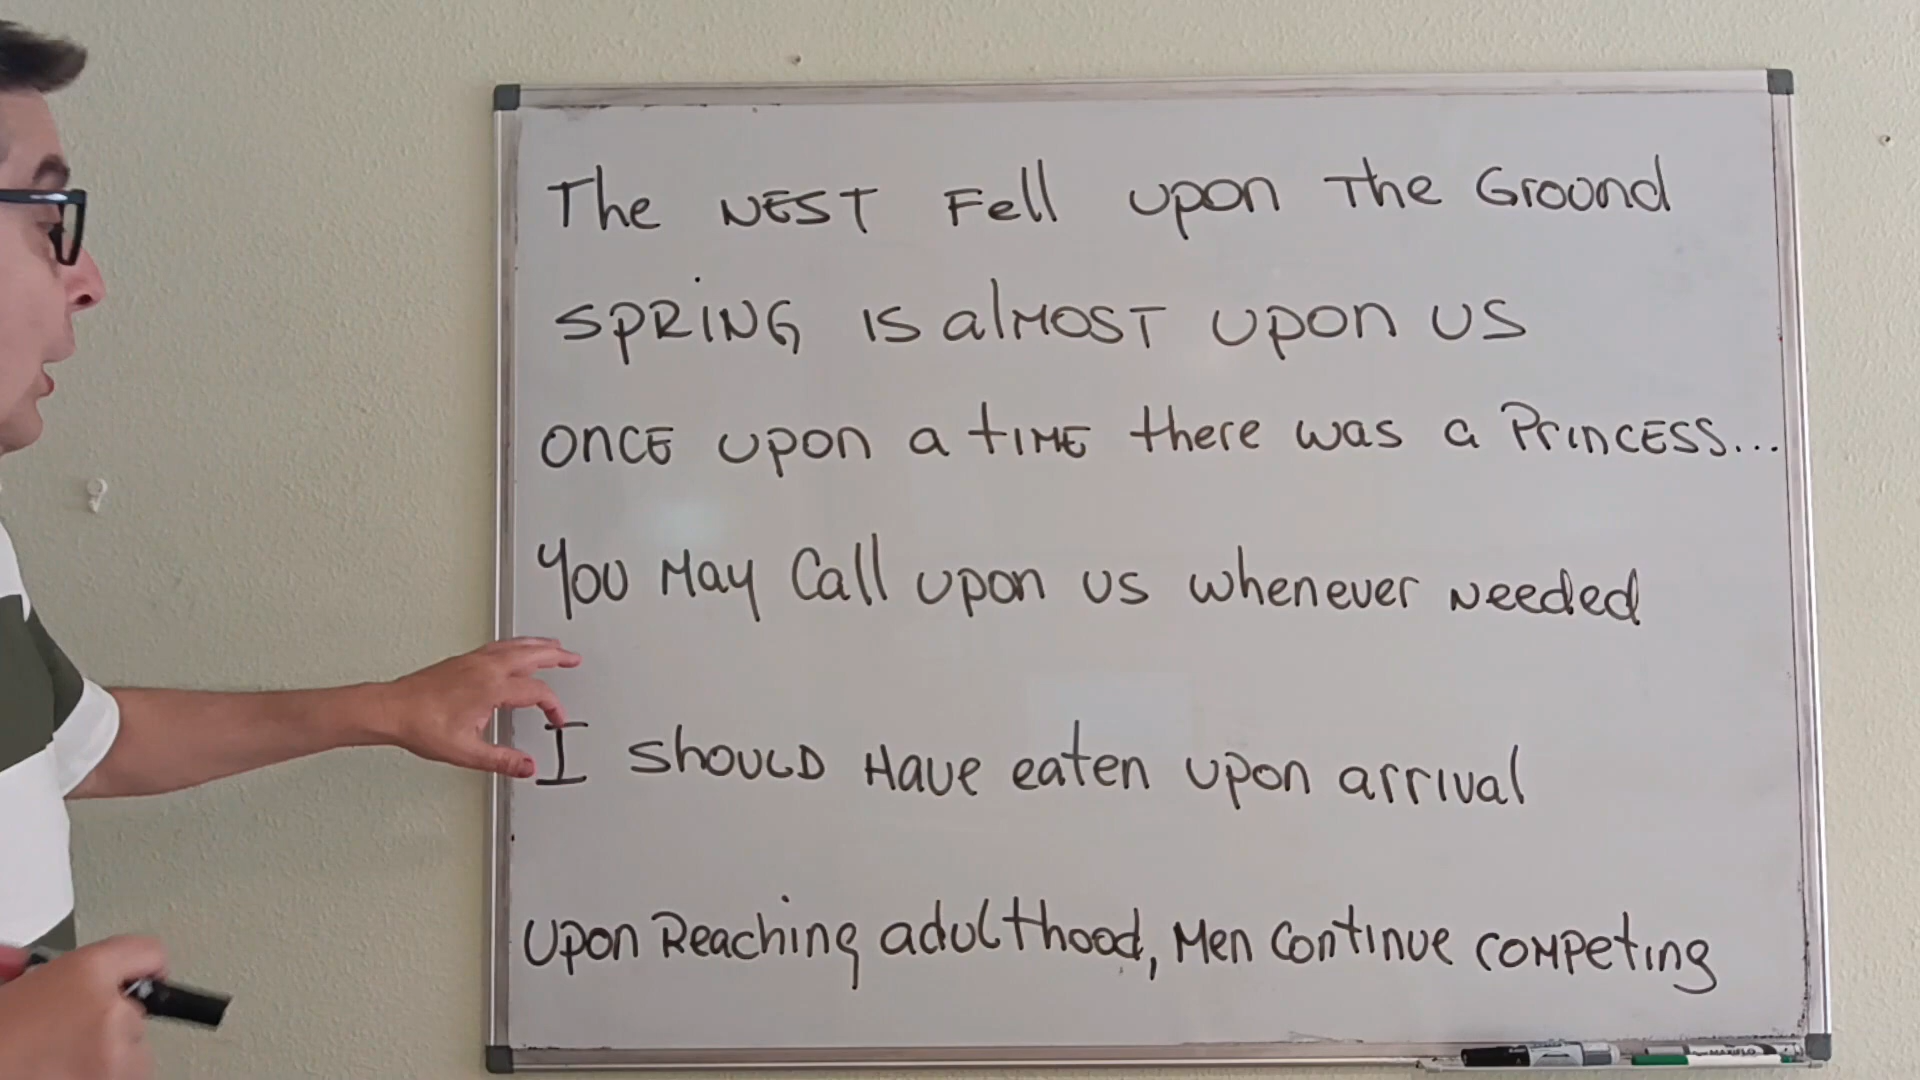 The NEST Fell upon The Ground
SPRiNG is almost upon us
ONCE upon a tIME there was a PrINCESS...
You May Call upon us whenever Needed
I ShoULD Have eaten upon arrival
Upon Reaching adulthood, Men Continue competing